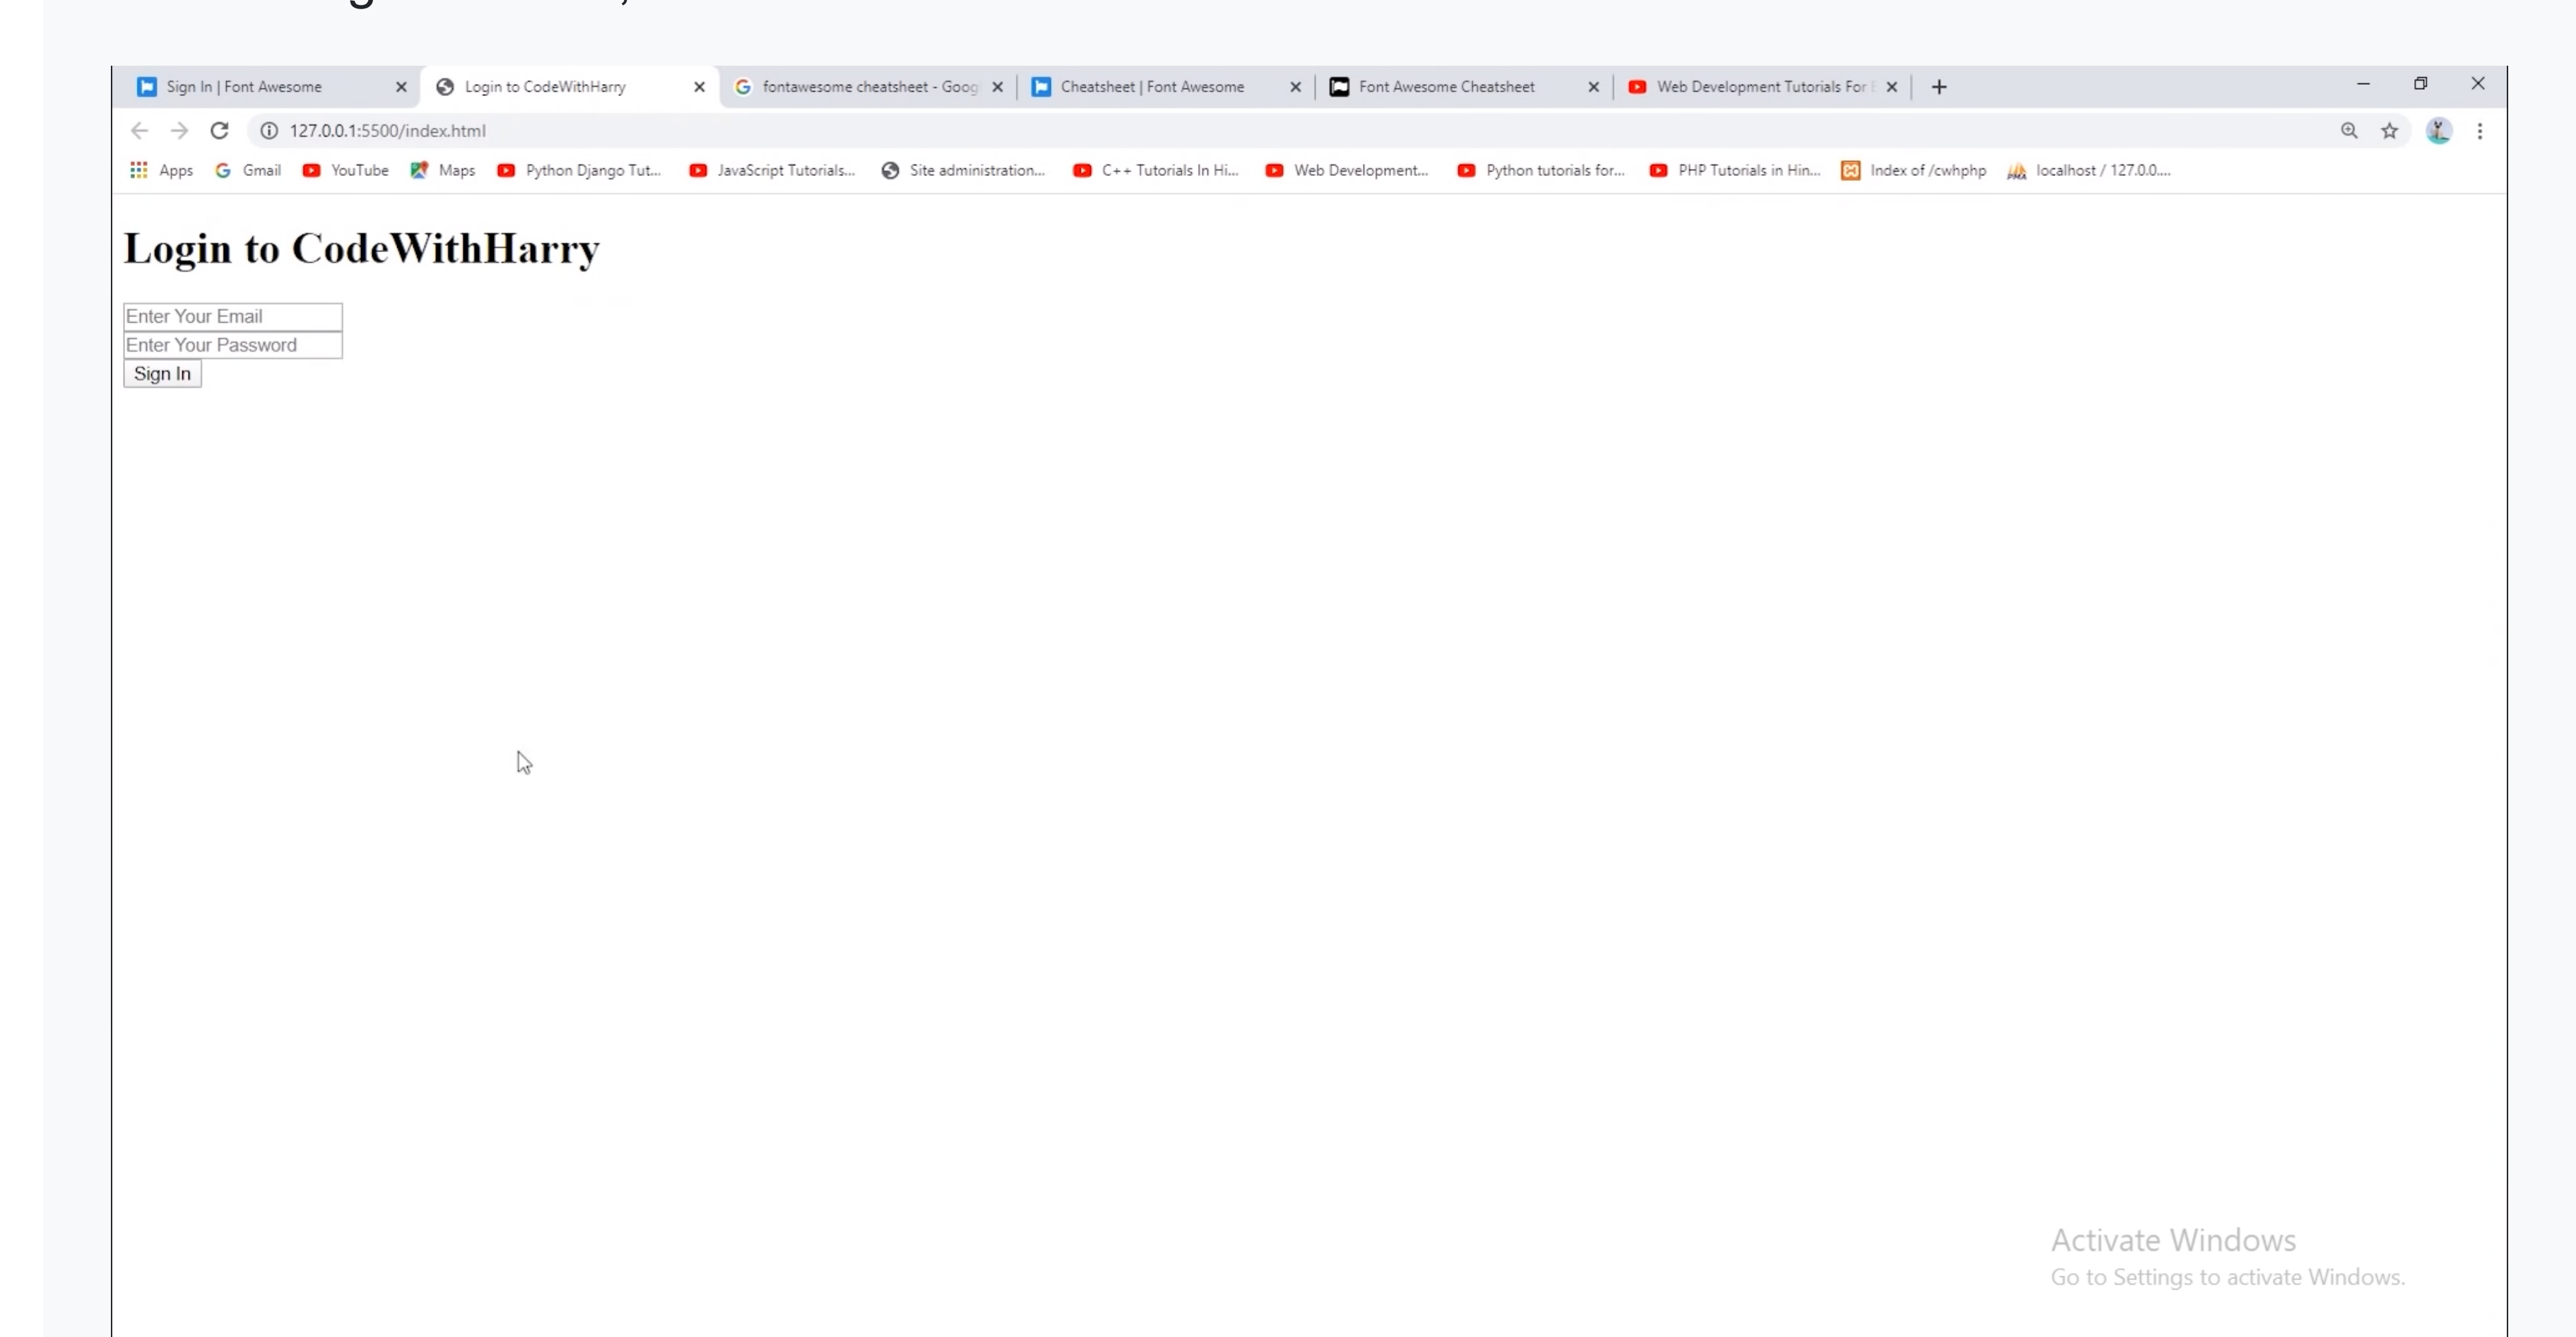 Sign In | Font Awesome
Login to CodeWithHarry
fontawesome cheatsheet - Goog
Cheatsheet | Font Awesome
Font Awesome Cheatsheet
Web Development Tutorials For
127.0.0.1:5500/index.html
Apps Gmail YouTube Maps Python Django Tut... JavaScript Tutorials... Site administration... C++ Tutorials In Hi... Web Development... Python tutorials for... PHP Tutorials in Hin... Index of /cwhphp localhost / 127.0.0....
Login to CodeWithHarry
Enter Your Email
Enter Your Password
Sign In
Activate Windows
Go to Settings to activate Windows.